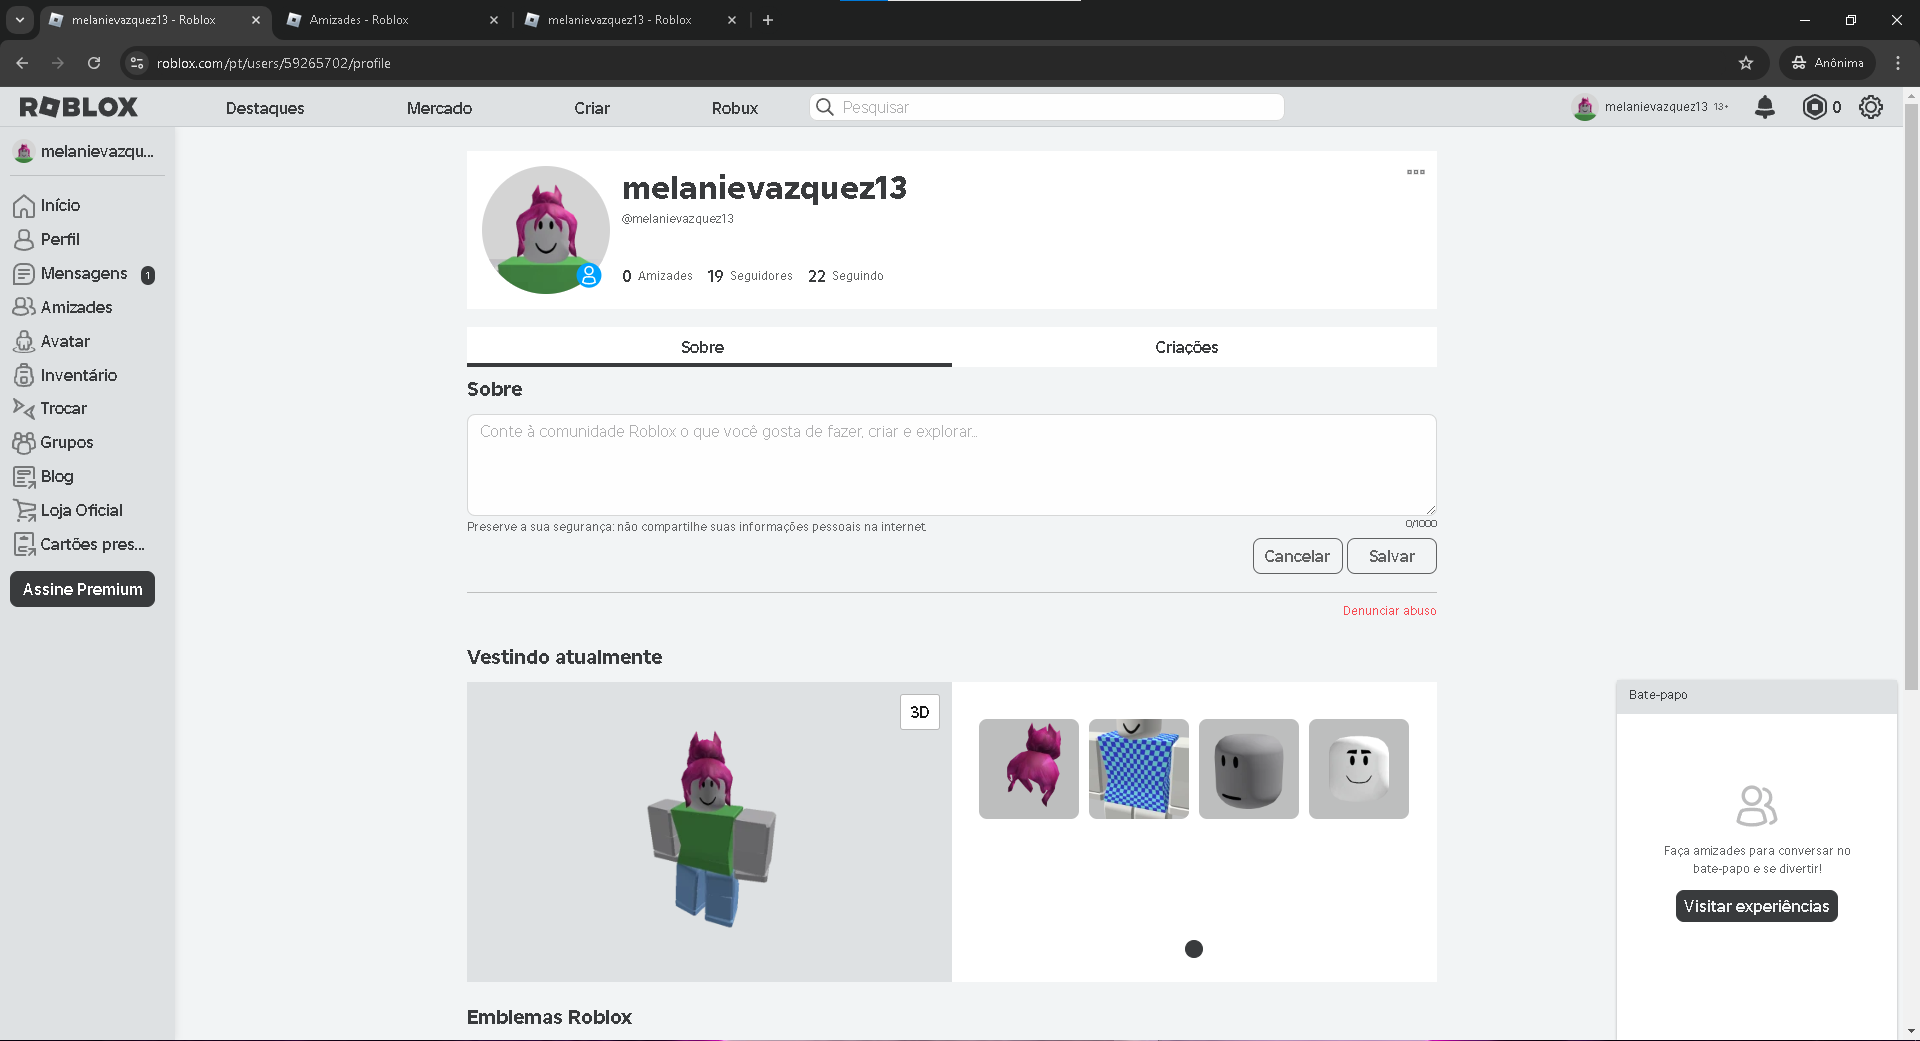 melanievazquez13 - Roblox
Amizades - Roblox
melanievazquez13 - Roblox
roblox.com/pt/users/59265702/profile
Anônima
ROBLOX
Destaques
Mercado
Criar
Robux
Pesquisar
melanievazquez13 13+
0
melanievazqu...
Início
Perfil
Mensagens 1
Amizades
Avatar
Inventário
Trocar
Grupos
Blog
Loja Oficial
Cartões pres...
Assine Premium
melanievazquez13
@melanievazquez13
0 Amizades 19 Seguidores 22 Seguindo
Sobre
Criações
Sobre
Conte à comunidade Roblox o que você gosta de fazer, criar e explorar...
Preserve a sua segurança: não compartilhe suas informações pessoais na internet.
0/1000
Cancelar
Salvar
Denunciar abuso
Vestindo atualmente
3D
Emblemas Roblox
Bate-papo
Faça amizades para conversar no
bate-papo e se divertir!
Visitar experiências